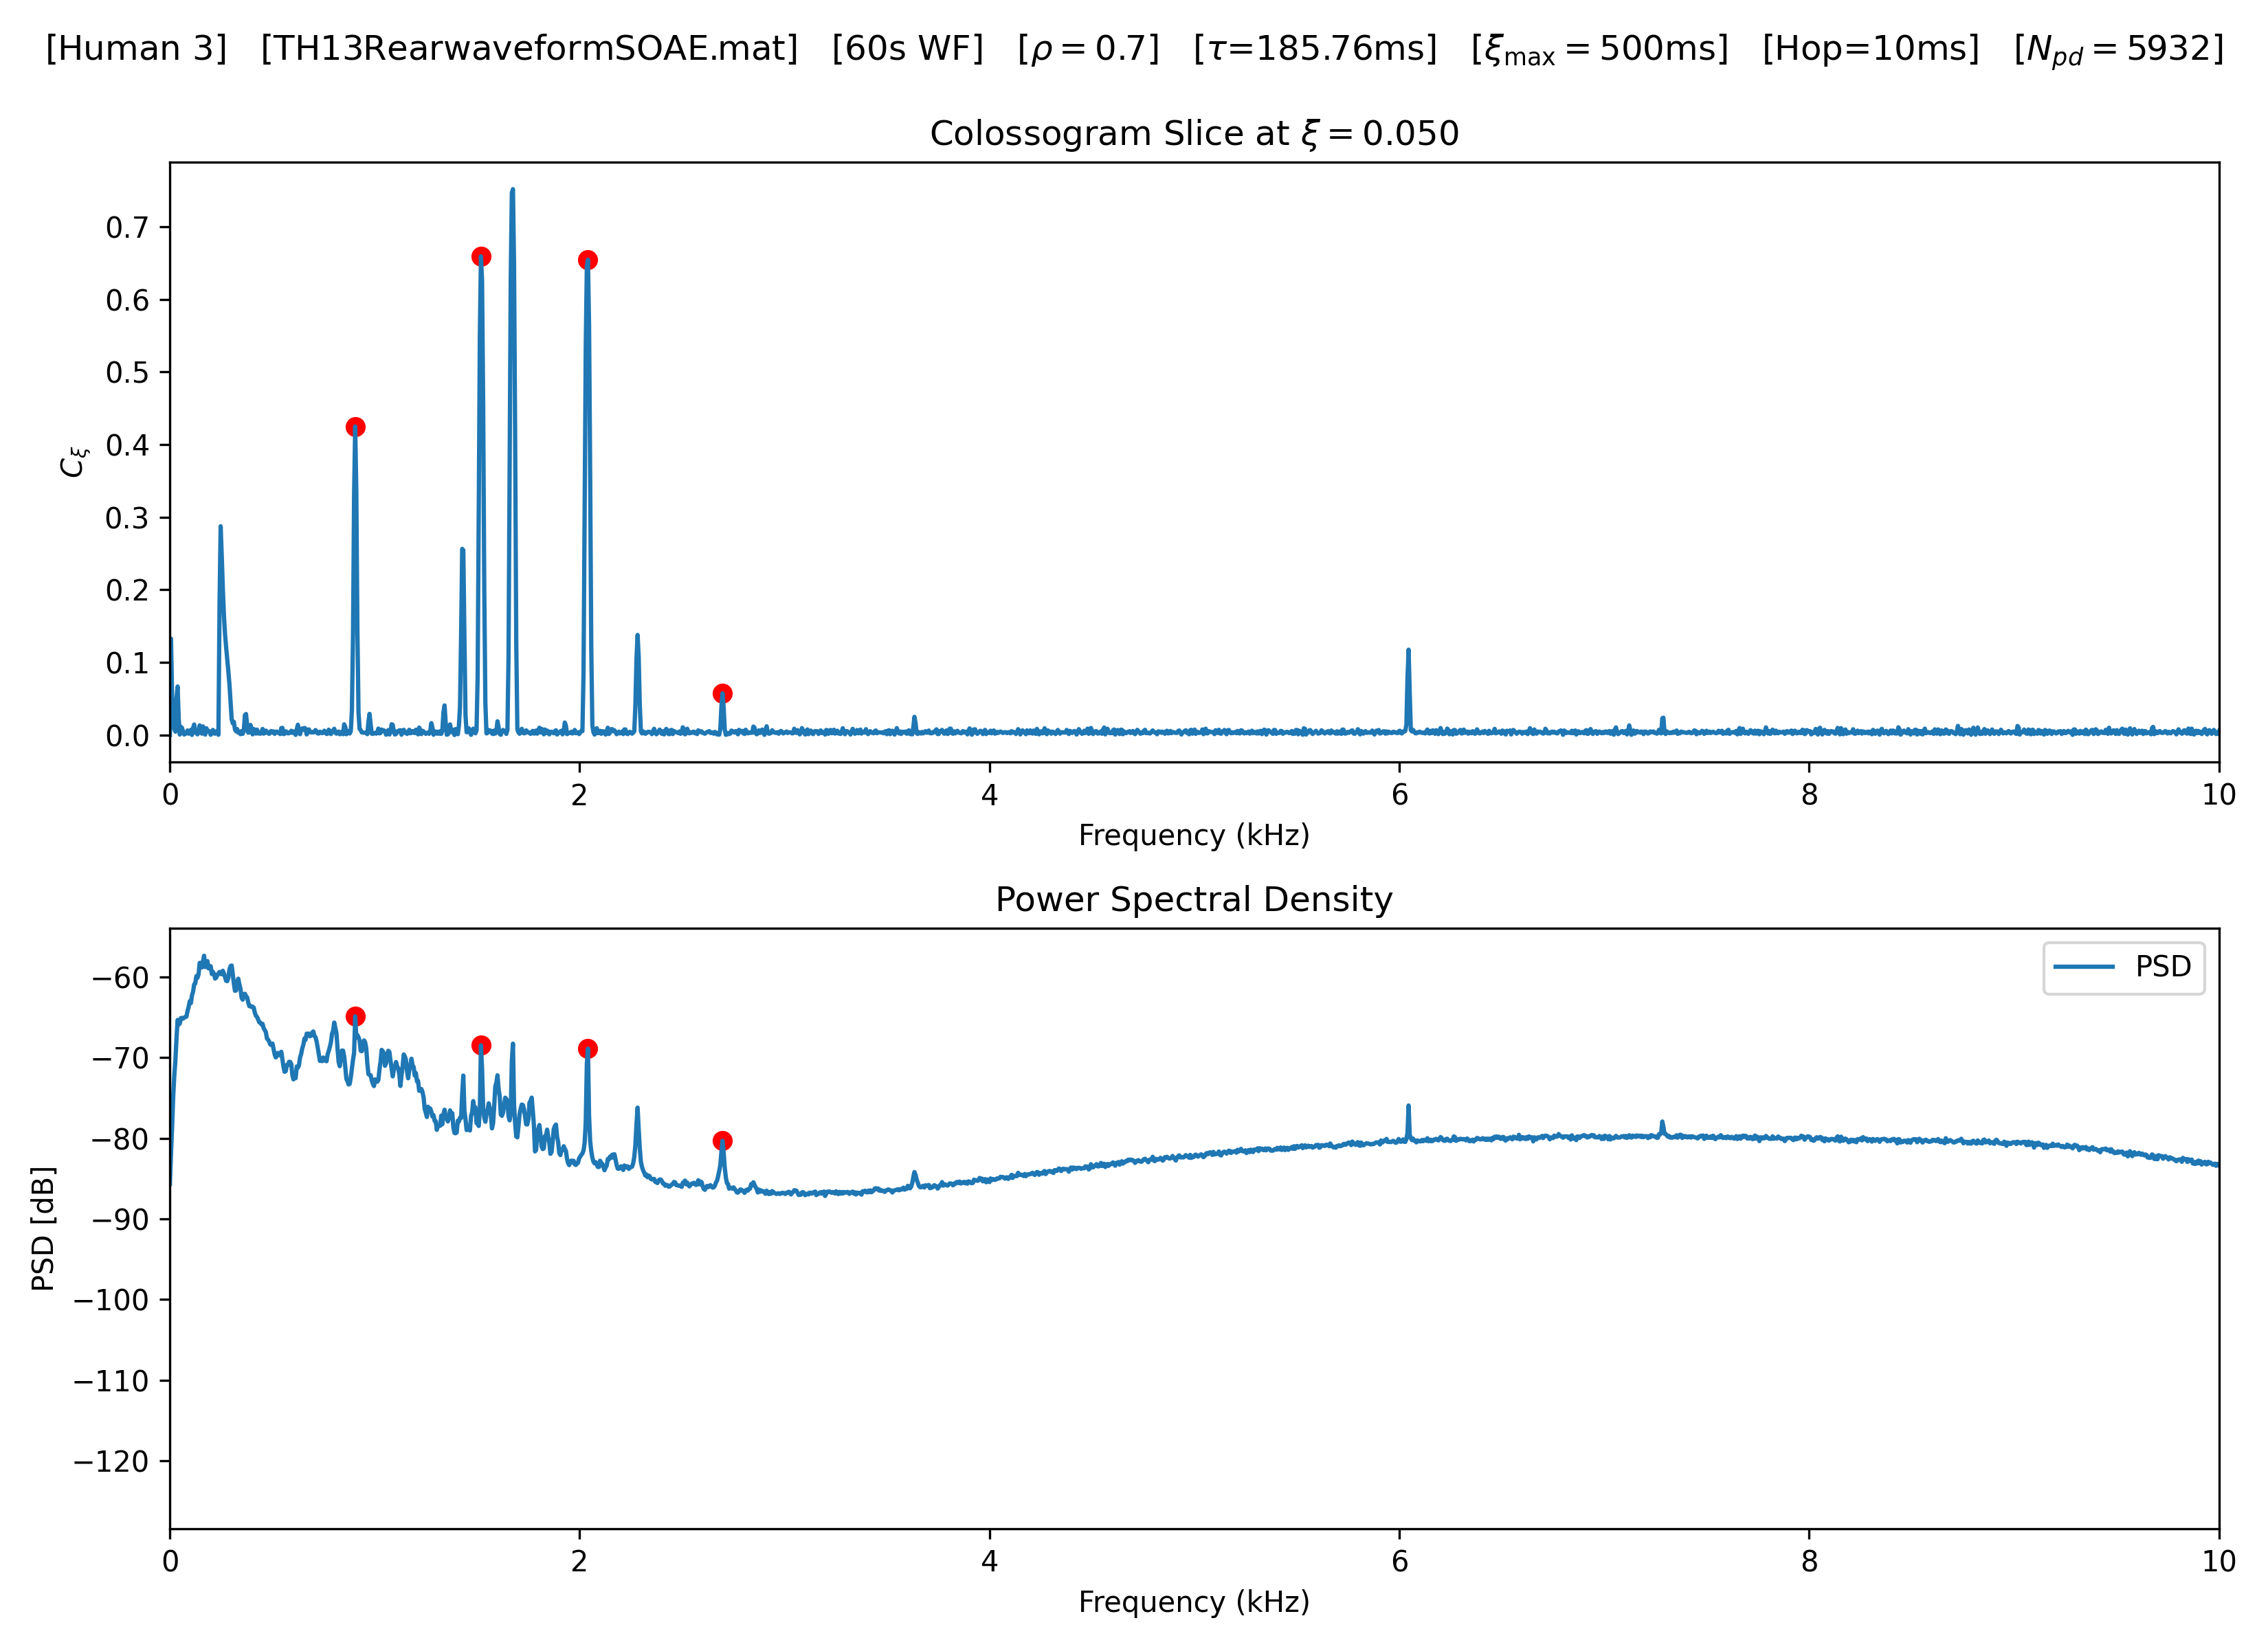 [Human 3] [TH13RearwaveformSOAE.mat] [60s WF] [ρ = 0.7] [τ=185.76ms] [ξmax = 500ms] [Hop=10ms] [Npd = 5932]
Colossogram Slice at ξ = 0.050
0.7
0.6
0.5
0.4
0.3
0.2
0.1
0.0
Cξ
0 2 4 6 8 10
Frequency (kHz)
Power Spectral Density
PSD
−60
−70
−80
−90
−100
−110
−120
PSD [dB]
0 2 4 6 8 10
Frequency (kHz)